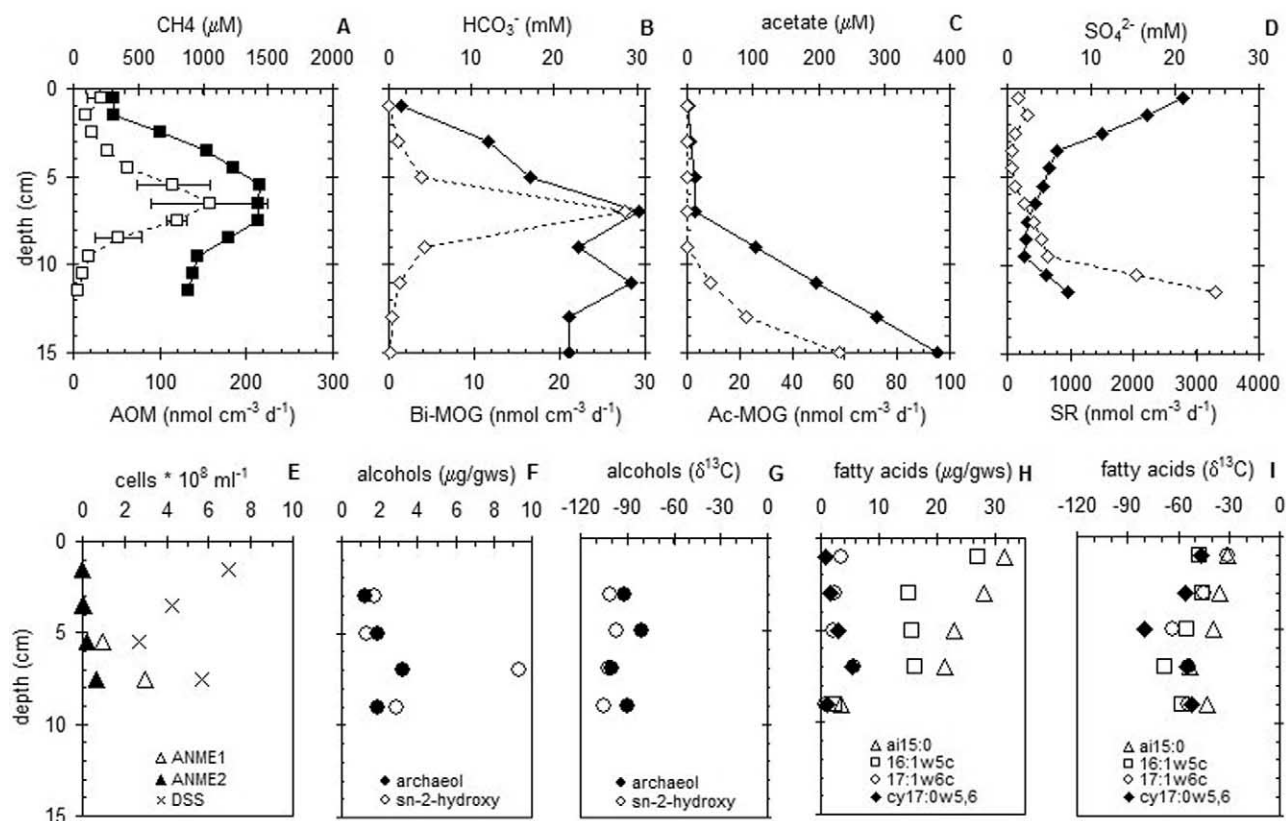 CH4 (μM) A
0 500 1000 1500 2000
HCO₃⁻ (mM) B
0 10 20 30
acetate (μM) C
0 100 200 300 400
SO₄²⁻ (mM) D
0 10 20 30
depth (cm)
0
5
10
15
0 100 200 300
AOM (nmol cm⁻³ d⁻¹)
0 10 20 30
Bi-MOG (nmol cm⁻³ d⁻¹)
0 20 40 60 80 100
Ac-MOG (nmol cm⁻³ d⁻¹)
0 1000 2000 3000 4000
SR (nmol cm⁻³ d⁻¹)
cells * 10⁸ ml⁻¹ E
0 2 4 6 8 10
alcohols (μg/gws) F
0 2 4 6 8 10
alcohols (δ¹³C) G
-120 -80 -40 0
fatty acids (μg/gws) H
0 10 20 30
fatty acids (δ¹³C) I
-120 -90 -60 -30 0
depth (cm)
0
5
10
15
ANME1
ANME2
DSS
archaeol
sn-2-hydroxy
archaeol
sn-2-hydroxy
ai15:0
16:1w5c
17:1w6c
cy17:0w5,6
ai15:0
16:1w5c
17:1w6c
cy17:0w5,6